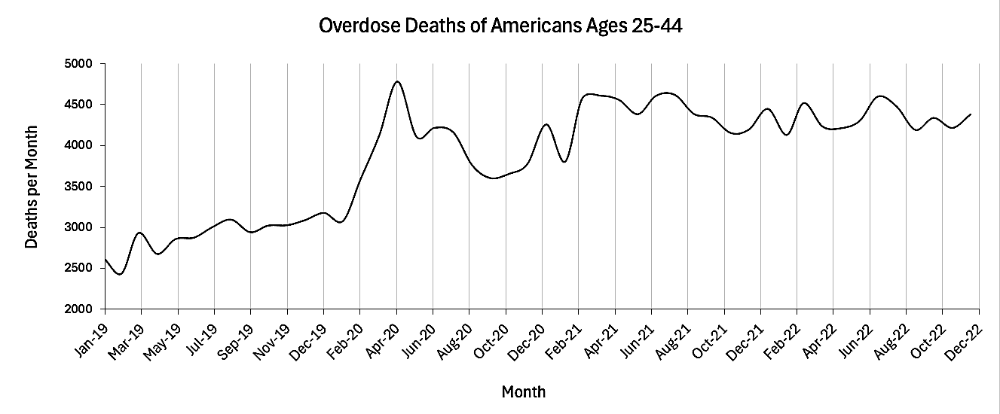 Overdose Deaths of Americans Ages 25-44
5000
4500
4000
3500
3000
2500
2000
Deaths per Month
Jan-19
Mar-19
May-19
Jul-19
Sep-19
Nov-19
Dec-19
Feb-20
Apr-20
Jun-20
Aug-20
Oct-20
Dec-20
Feb-21
Apr-21
Jun-21
Aug-21
Oct-21
Dec-21
Feb-22
Apr-22
Jun-22
Aug-22
Oct-22
Dec-22
Month